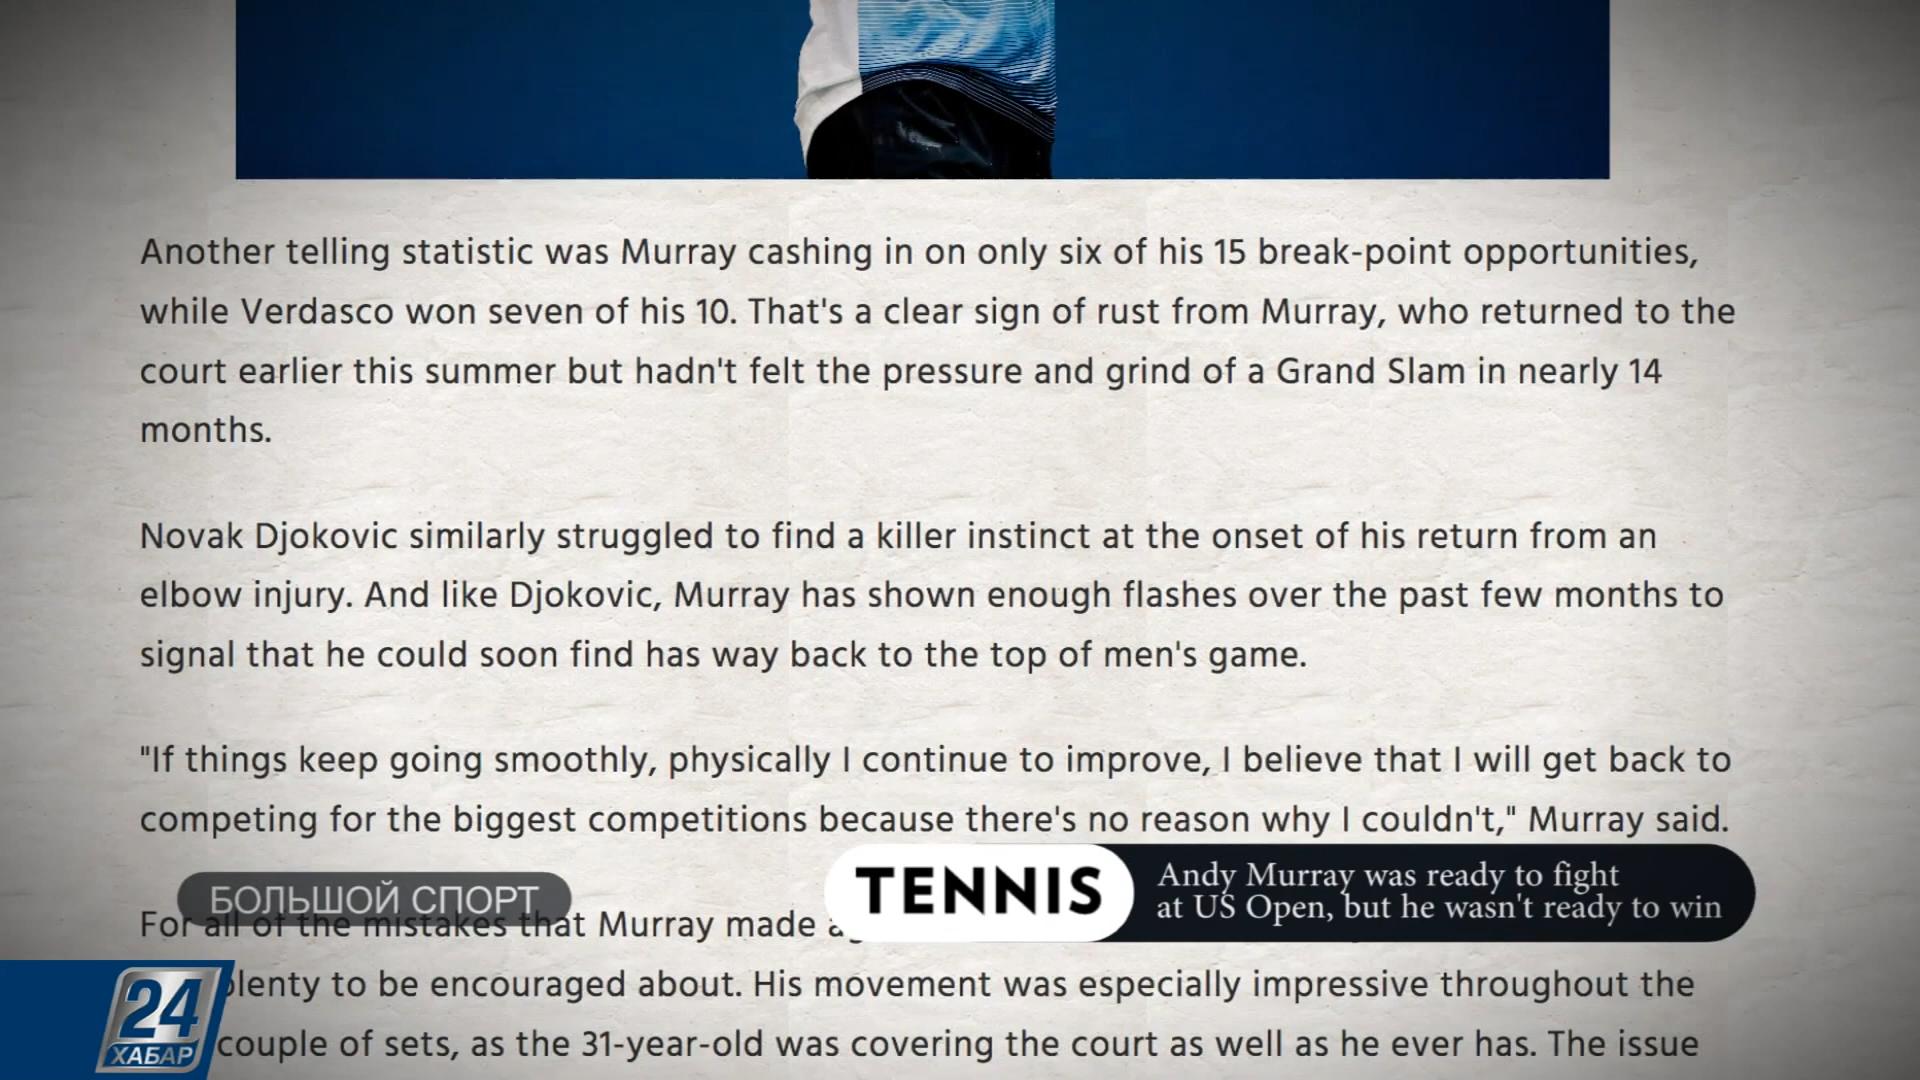 Another telling statistic was Murray cashing in on only six of his 15 break-point opportunities,
while Verdasco won seven of his 10. That's a clear sign of rust from Murray, who returned to the
court earlier this summer but hadn't felt the pressure and grind of a Grand Slam in nearly 14
months.
Novak Djokovic similarly struggled to find a killer instinct at the onset of his return from an
elbow injury. And like Djokovic, Murray has shown enough flashes over the past few months to
signal that he could soon find has way back to the top of men's game.
"If things keep going smoothly, physically I continue to improve, I believe that I will get back to
competing for the biggest competitions because there's no reason why I couldn't," Murray said.
БОЛЬШОЙ СПОРТ
TENNIS
Andy Murray was ready to fight
at US Open, but he wasn't ready to win
For all of the mistakes that Murray made
plenty to be encouraged about. His movement was especially impressive throughout the
couple of sets, as the 31-year-old was covering the court as well as he ever has. The issue
24
ХАБАР